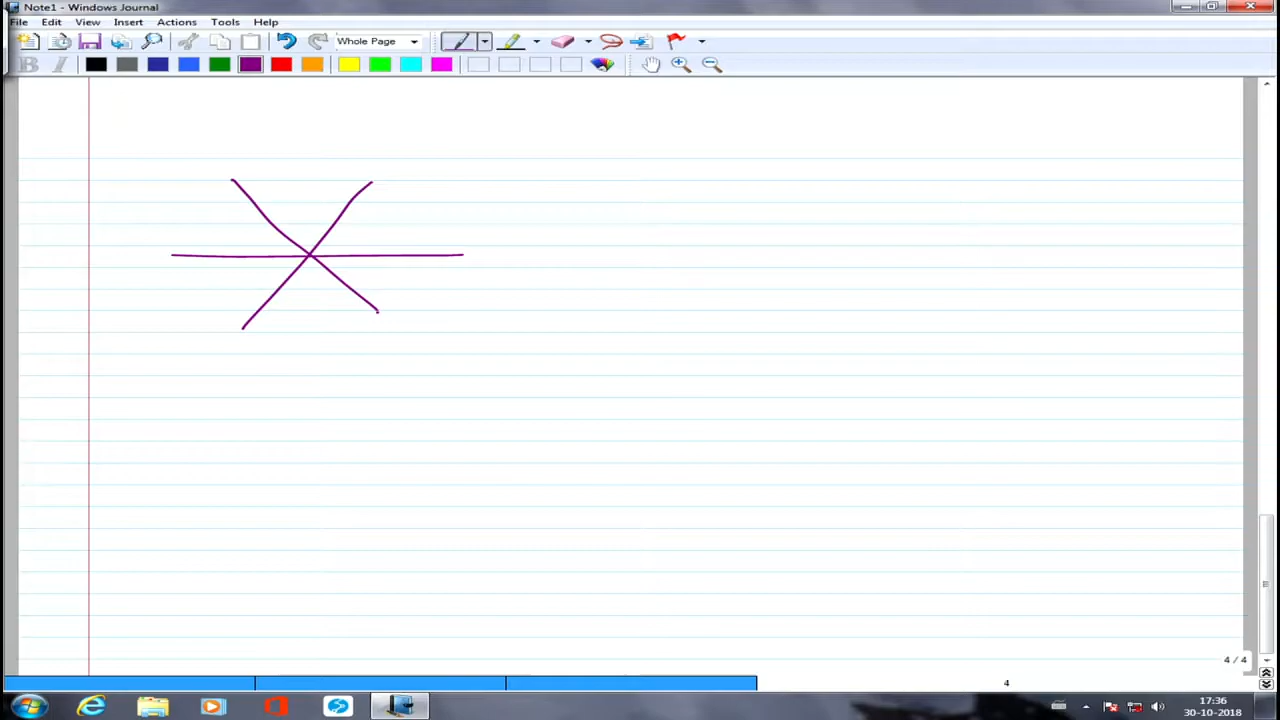 Note1 - Windows Journal
File Edit View Insert Actions Tools Help
Whole Page
B I
4 / 4
4
17:36
30-10-2018